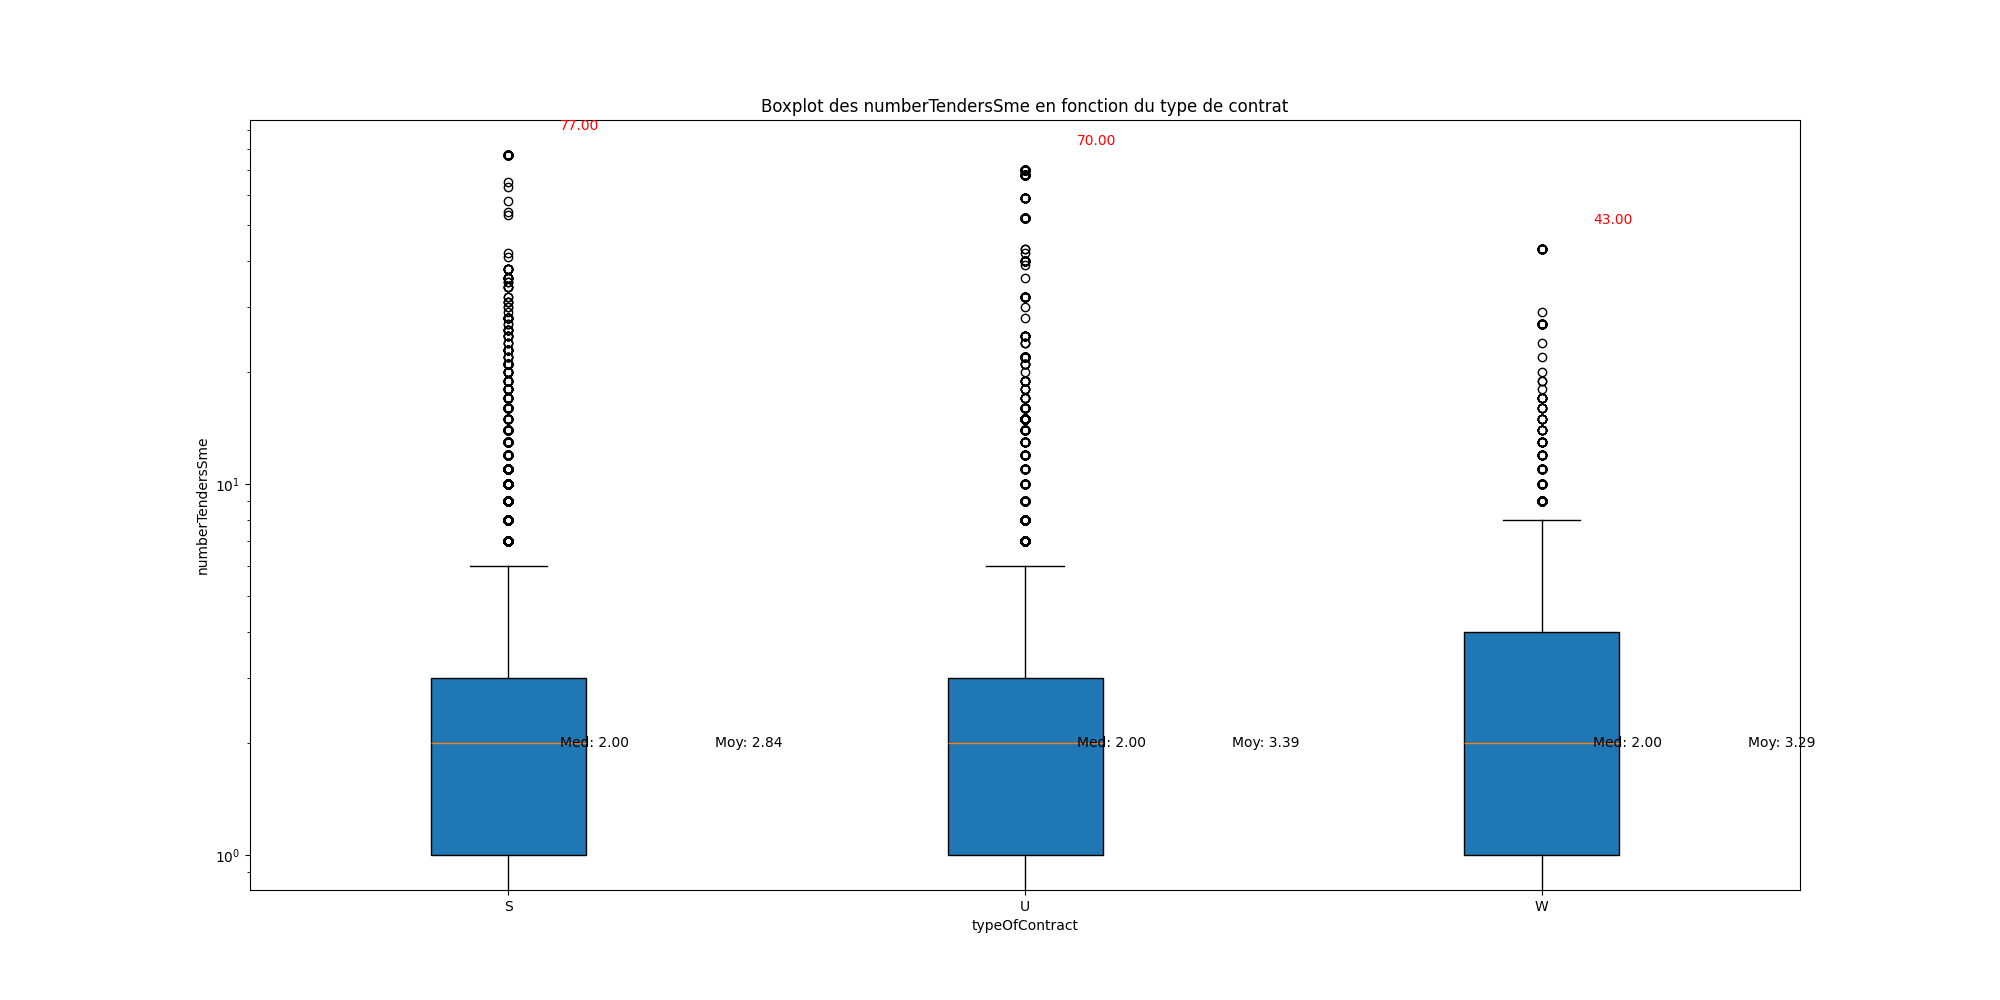 Boxplot des numberTendersSme en fonction du type de contrat
77.00
70.00
43.00
numberTendersSme
10¹
10⁰
Med: 2.00 Moy: 2.84 Med: 2.00 Moy: 3.39 Med: 2.00 Moy: 3.29
S U W
typeOfContract